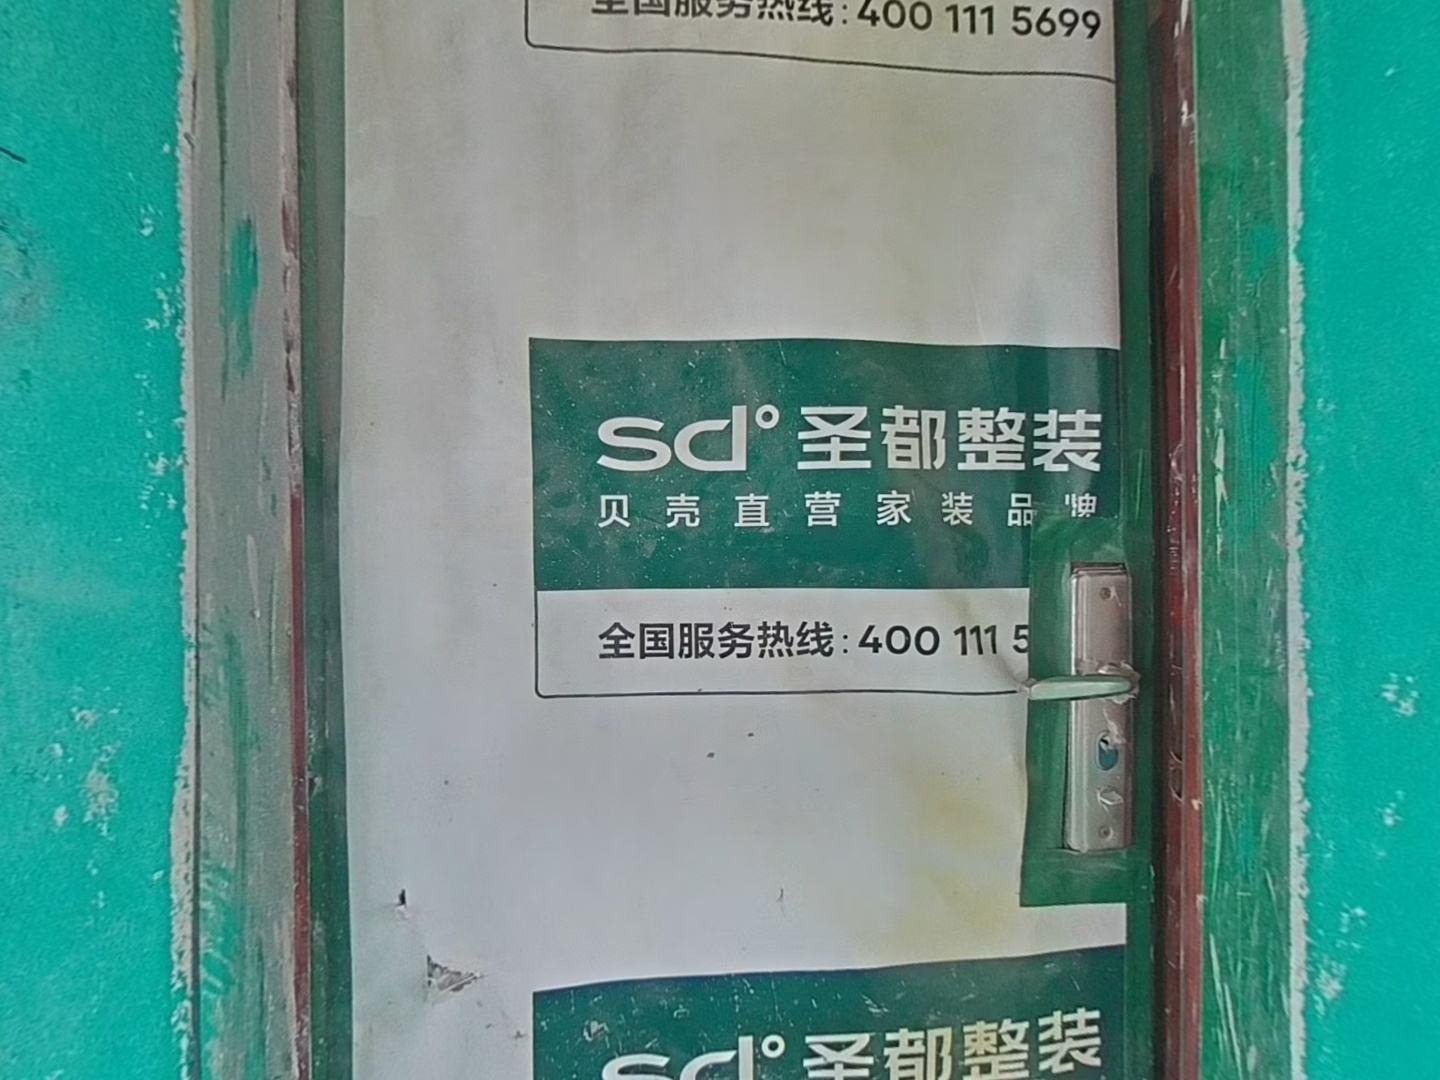 全国服务热线:400 111 5699
sd° 圣都整装
贝壳直营家装品牌
全国服务热线:400 111 5
sd° 圣都整装